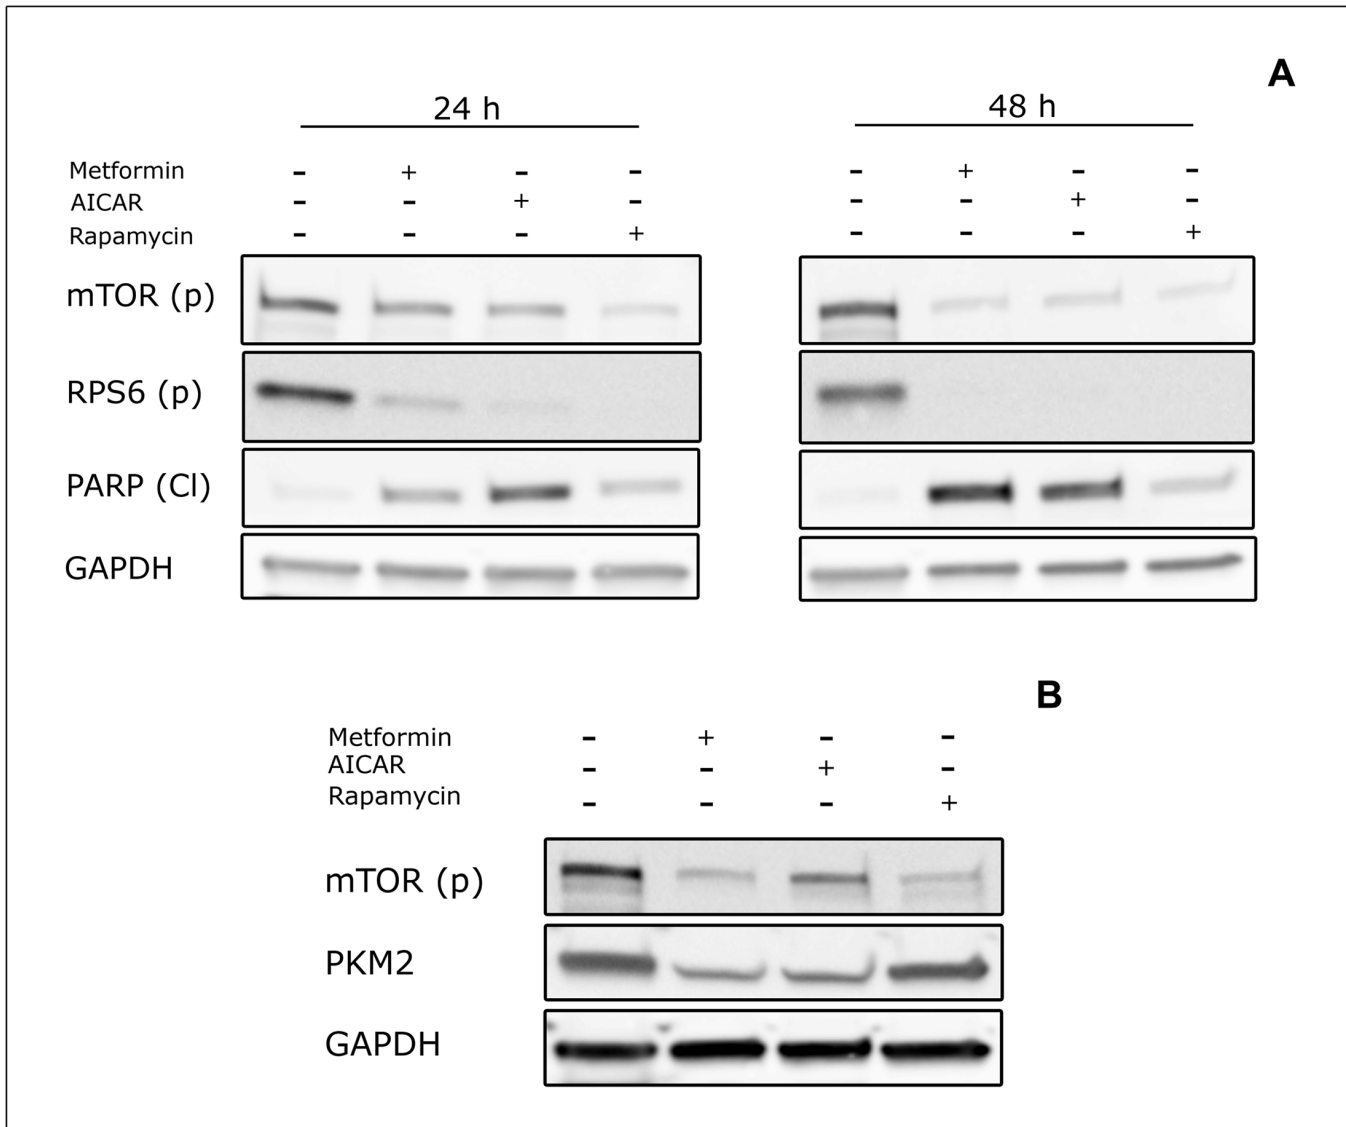 A
24 h 48 h
Metformin - + - - - + - -
AICAR - - + - - - + -
Rapamycin - - - + - - - +
mTOR (p)
RPS6 (p)
PARP (Cl)
GAPDH
B
Metformin - + - -
AICAR - - + -
Rapamycin - - - +
mTOR (p)
PKM2
GAPDH